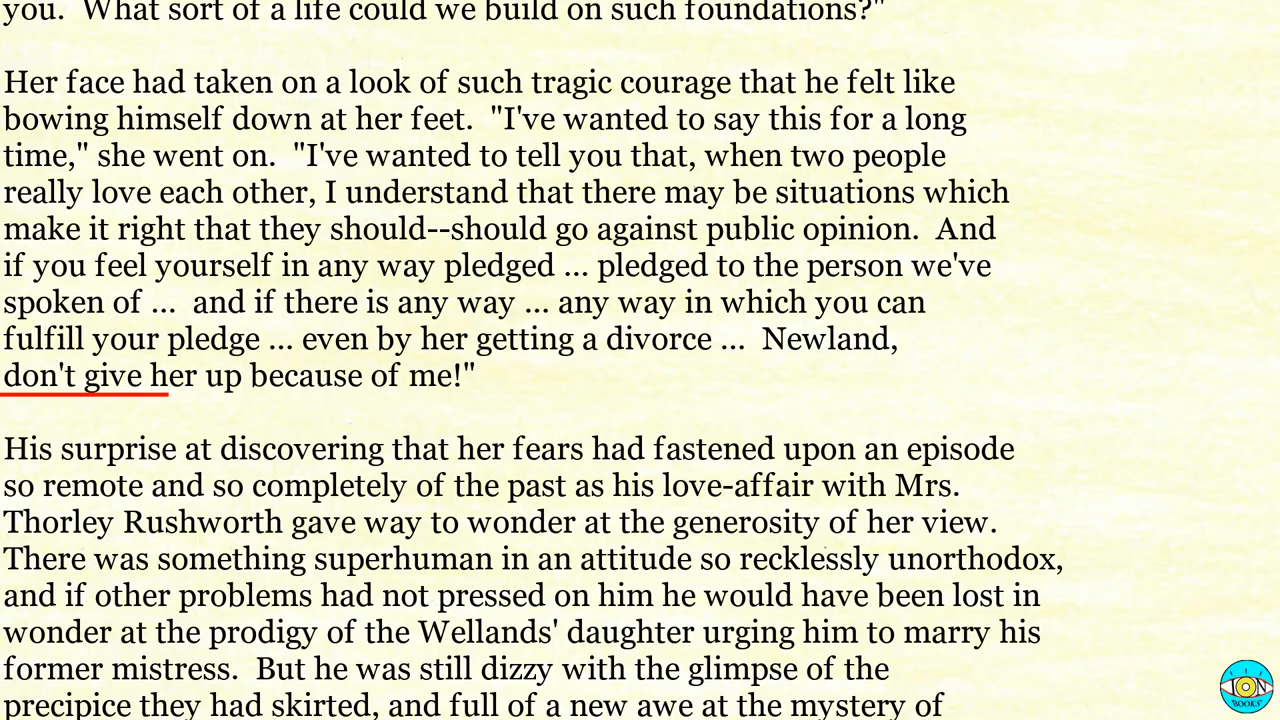 you.  What sort of a life could we build on such foundations?"
Her face had taken on a look of such tragic courage that he felt like
bowing himself down at her feet.  "I've wanted to say this for a long
time," she went on.  "I've wanted to tell you that, when two people
really love each other, I understand that there may be situations which
make it right that they should--should go against public opinion.  And
if you feel yourself in any way pledged ... pledged to the person we've
spoken of ...  and if there is any way ... any way in which you can
fulfill your pledge ... even by her getting a divorce ...  Newland,
don't give her up because of me!"
His surprise at discovering that her fears had fastened upon an episode
so remote and so completely of the past as his love-affair with Mrs.
Thorley Rushworth gave way to wonder at the generosity of her view.
There was something superhuman in an attitude so recklessly unorthodox,
and if other problems had not pressed on him he would have been lost in
wonder at the prodigy of the Wellands' daughter urging him to marry his
former mistress.  But he was still dizzy with the glimpse of the
precipice they had skirted, and full of a new awe at the mystery of
ION
BOOKS